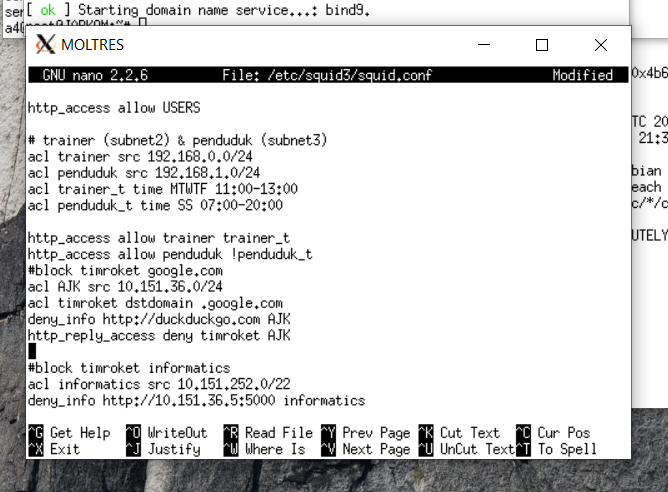 ser
[ ok ] Starting domain name service...: bind9.
MOLTRES
GNU nano 2.2.6 File: /etc/squid3/squid.conf Modified
http_access allow USERS
# trainer (subnet2) & penduduk (subnet3)
acl trainer src 192.168.0.0/24
acl penduduk src 192.168.1.0/24
acl trainer_t time MTWTF 11:00-13:00
acl penduduk_t time SS 07:00-20:00
http_access allow trainer trainer_t
http_access allow penduduk !penduduk_t
#block timroket google.com
acl AJK src 10.151.36.0/24
acl timroket dstdomain .google.com
deny_info http://duckduckgo.com AJK
http_reply_access deny timroket AJK
#block timroket informatics
acl informatics src 10.151.252.0/22
deny_info http://10.151.36.5:5000 informatics
^G Get Help ^O WriteOut ^R Read File ^Y Prev Page ^K Cut Text ^C Cur Pos
^X Exit ^J Justify ^W Where Is ^V Next Page ^U UnCut Text ^T To Spell
0x4b6
TC 20
21:3
bian
each
c/*/c
UTELY